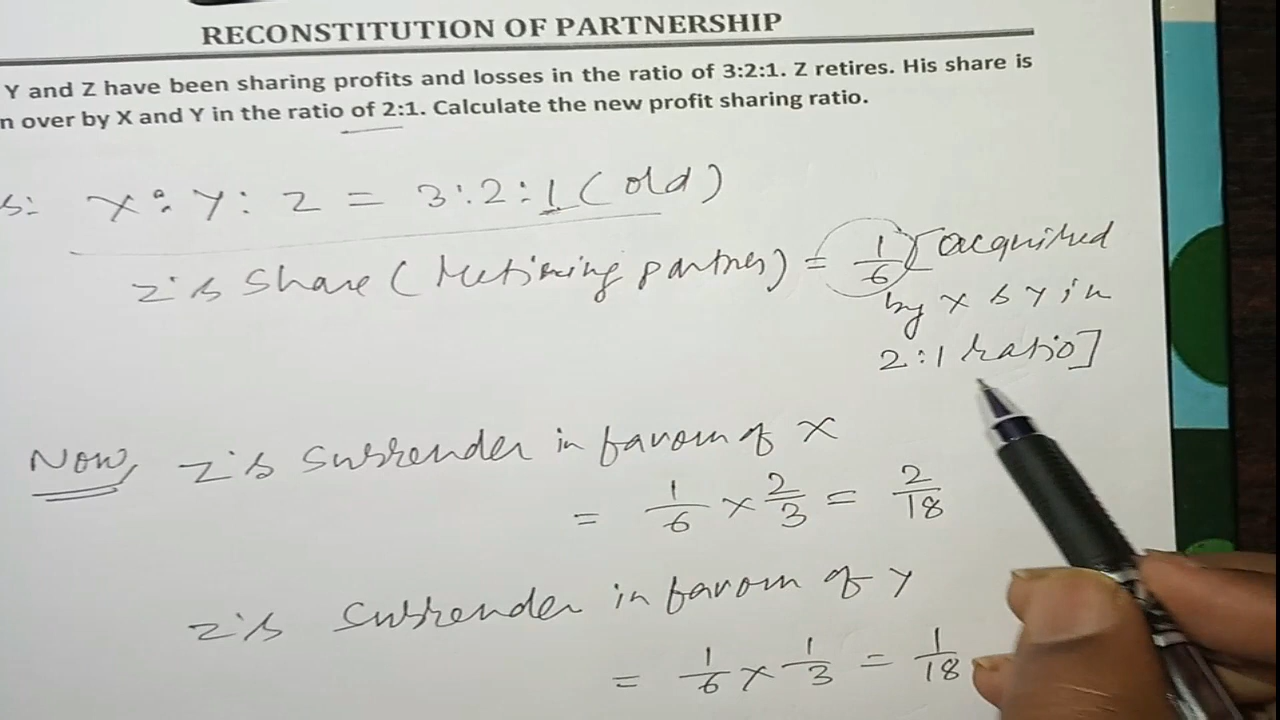 RECONSTITUTION OF PARTNERSHIP
Y and Z have been sharing profits and losses in the ratio of 3:2:1. Z retires. His share is
n over by X and Y in the ratio of 2:1. Calculate the new profit sharing ratio.
s: X : Y : Z = 3:2:1 (old)
Z's share (Retiring partner) = 1/6 [acquired
by X & Y in
2:1 ratio]
Now, Z's surrender in favour of X
= 1/6 × 2/3 = 2/18
Z's surrender in favour of Y
= 1/6 × 1/3 = 1/18